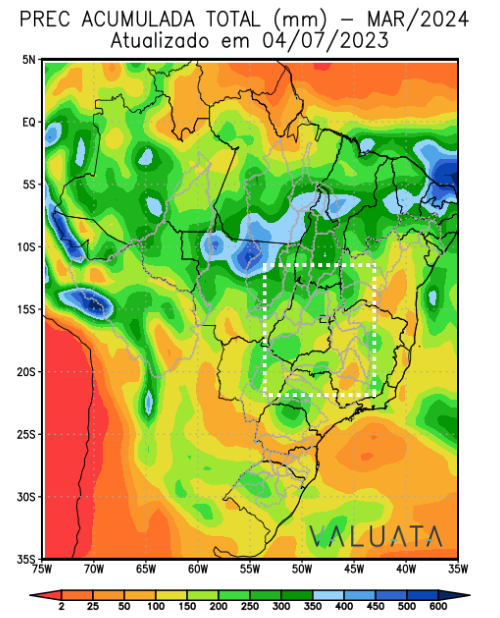 PREC ACUMULADA TOTAL (mm) – MAR/2024
Atualizado em 04/07/2023
5N
EQ
5S
10S
15S
20S
25S
30S
35S
VALUATA
75W 70W 65W 60W 55W 50W 45W 40W 35W
2 25 50 100 150 200 250 300 350 400 450 500 600